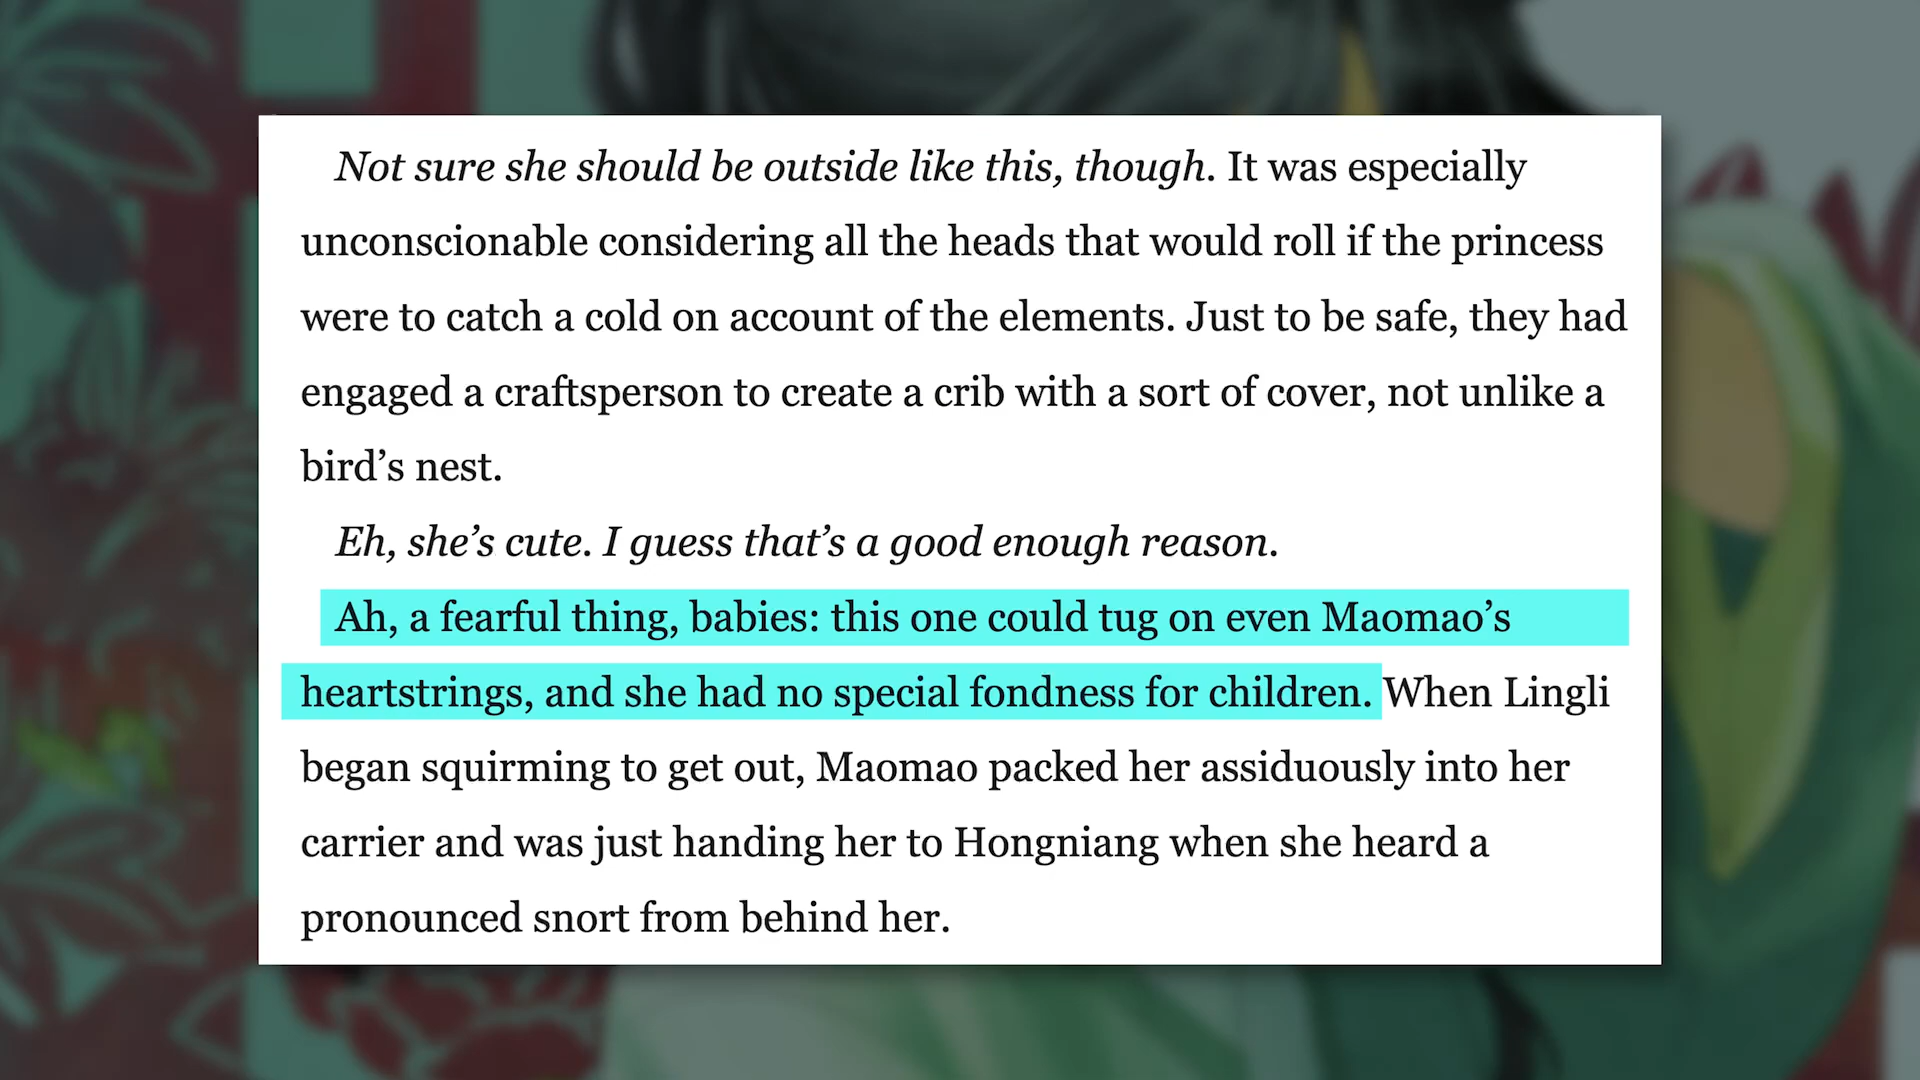 Not sure she should be outside like this, though. It was especially
unconscionable considering all the heads that would roll if the princess
were to catch a cold on account of the elements. Just to be safe, they had
engaged a craftsperson to create a crib with a sort of cover, not unlike a
bird’s nest.
Eh, she’s cute. I guess that’s a good enough reason.
Ah, a fearful thing, babies: this one could tug on even Maomao’s
heartstrings, and she had no special fondness for children. When Lingli
began squirming to get out, Maomao packed her assiduously into her
carrier and was just handing her to Hongniang when she heard a
pronounced snort from behind her.